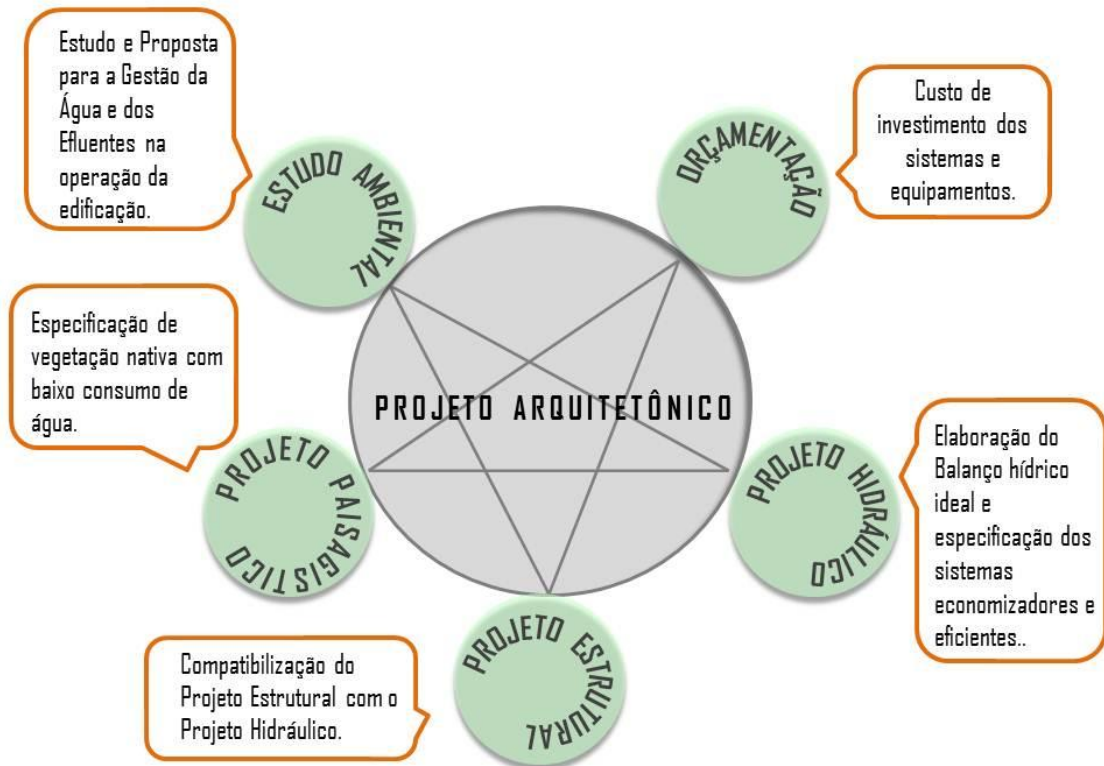 Estudo e Proposta
para a Gestão da
Água e dos
Efluentes na
operação da
edificação.
ESTUDO AMBIENTAL
Custo de
investimento dos
sistemas e
equipamentos.
ORÇAMENTAÇÃO
Especificação de
vegetação nativa com
baixo consumo de
água.
PROJETO PAISAGISTICO
PROJETO ARQUITETÔNICO
Elaboração do
Balanço hídrico
ideal e
especificação dos
sistemas
economizadores e
eficientes..
PROJETO HIDRÁULICO
Compatibilização do
Projeto Estrutural com o
Projeto Hidráulico.
PROJETO ESTRUTURAL